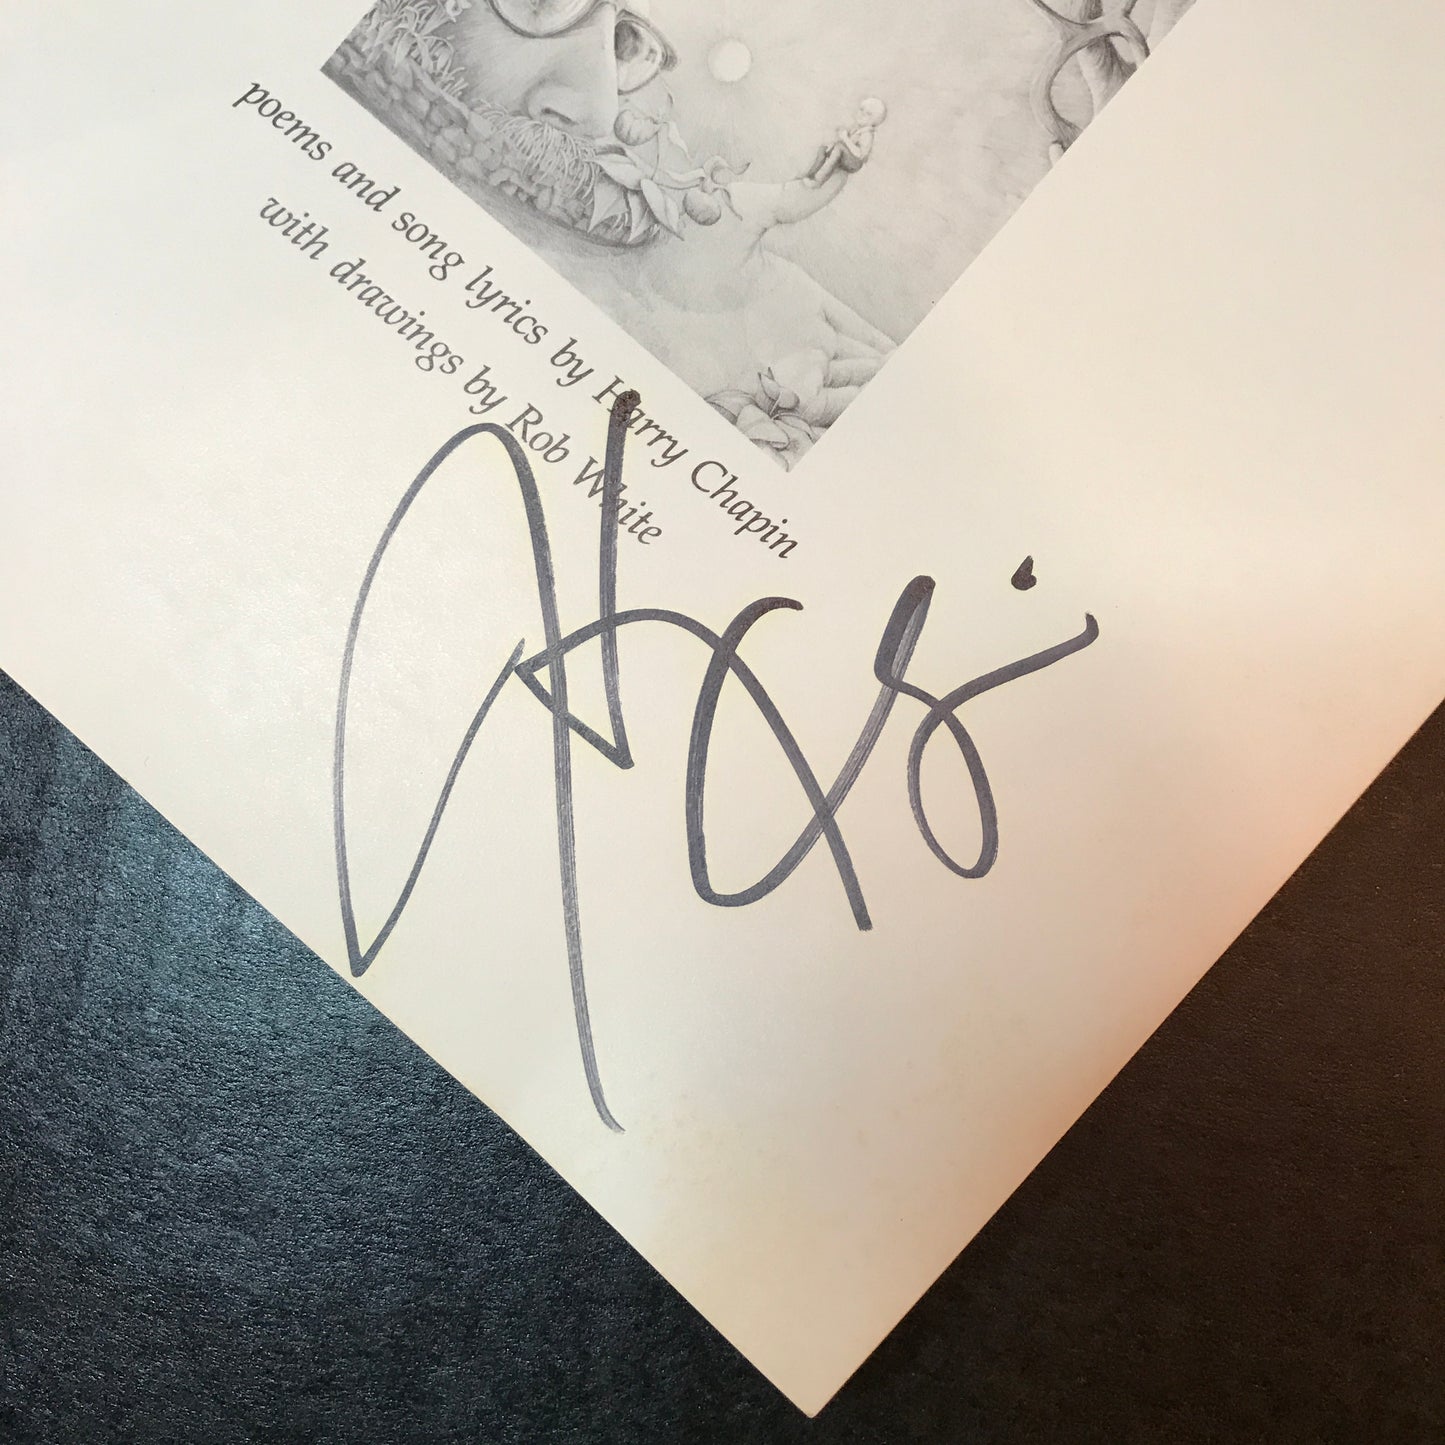 poems and song lyrics by Harry Chapin
with drawings by Rob White